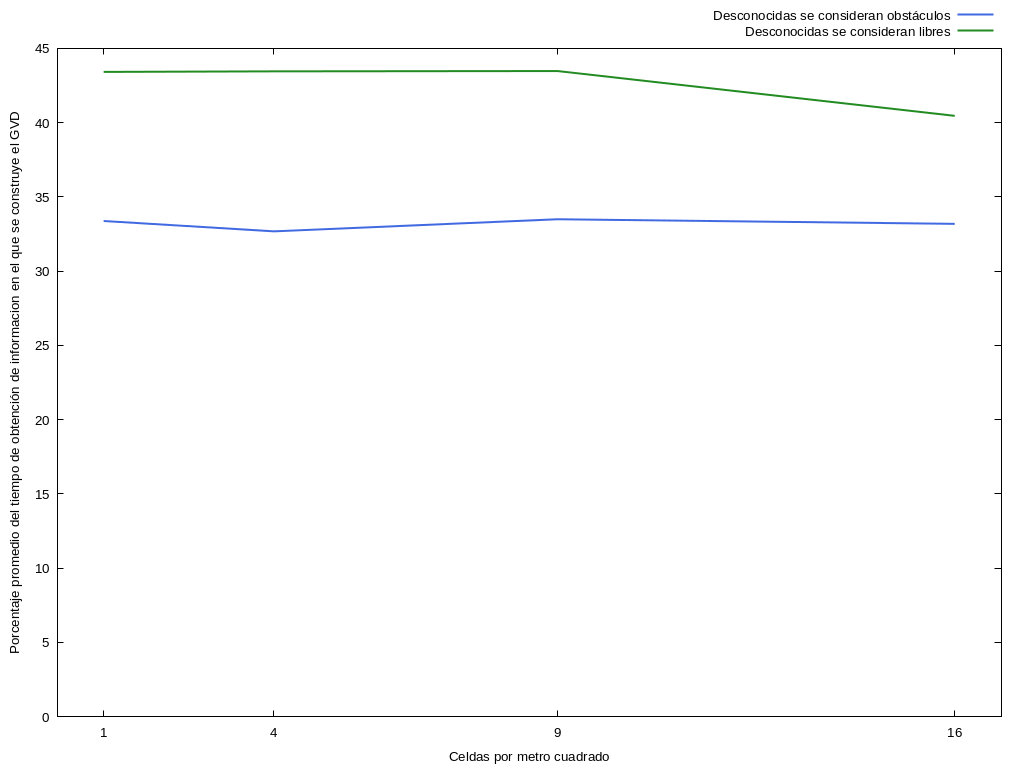 Desconocidas se consideran obstáculos
Desconocidas se consideran libres
45
40
35
30
25
20
15
10
5
0
1 4 9 16
Celdas por metro cuadrado
Porcentaje promedio del tiempo de obtención de informacion en el que se construye el GVD